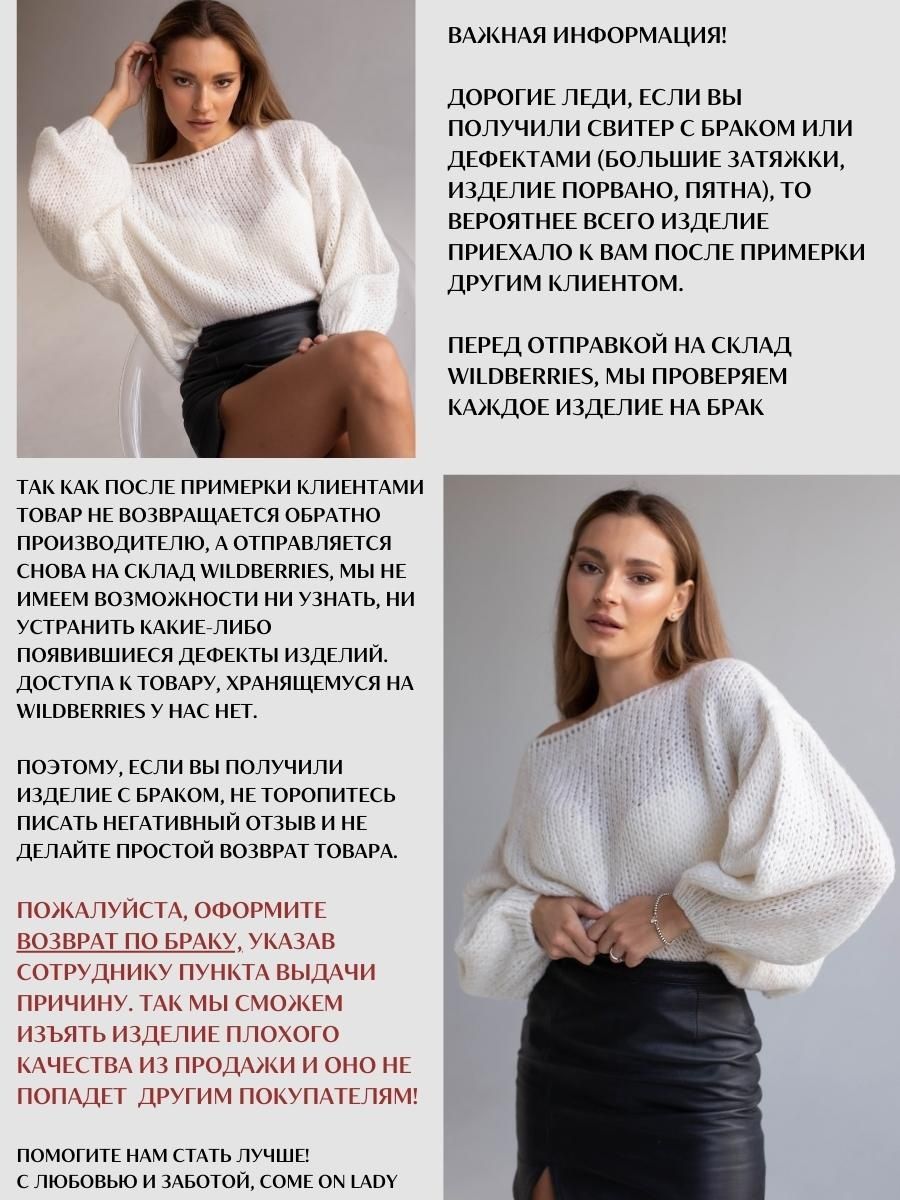 ВАЖНАЯ ИНФОРМАЦИЯ!
ДОРОГИЕ ЛЕДИ, ЕСЛИ ВЫ
ПОЛУЧИЛИ СВИТЕР С БРАКОМ ИЛИ
ДЕФЕКТАМИ (БОЛЬШИЕ ЗАТЯЖКИ,
ИЗДЕЛИЕ ПОРВАНО, ПЯТНА), ТО
ВЕРОЯТНЕЕ ВСЕГО ИЗДЕЛИЕ
ПРИЕХАЛО К ВАМ ПОСЛЕ ПРИМЕРКИ
ДРУГИМ КЛИЕНТОМ.
ПЕРЕД ОТПРАВКОЙ НА СКЛАД
WILDBERRIES, МЫ ПРОВЕРЯЕМ
КАЖДОЕ ИЗДЕЛИЕ НА БРАК
ТАК КАК ПОСЛЕ ПРИМЕРКИ КЛИЕНТАМИ
ТОВАР НЕ ВОЗВРАЩАЕТСЯ ОБРАТНО
ПРОИЗВОДИТЕЛЮ, А ОТПРАВЛЯЕТСЯ
СНОВА НА СКЛАД WILDBERRIES, МЫ НЕ
ИМЕЕМ ВОЗМОЖНОСТИ НИ УЗНАТЬ, НИ
УСТРАНИТЬ КАКИЕ-ЛИБО
ПОЯВИВШИЕСЯ ДЕФЕКТЫ ИЗДЕЛИЙ.
ДОСТУПА К ТОВАРУ, ХРАНЯЩЕМУСЯ НА
WILDBERRIES У НАС НЕТ.
ПОЭТОМУ, ЕСЛИ ВЫ ПОЛУЧИЛИ
ИЗДЕЛИЕ С БРАКОМ, НЕ ТОРОПИТЕСЬ
ПИСАТЬ НЕГАТИВНЫЙ ОТЗЫВ И НЕ
ДЕЛАЙТЕ ПРОСТОЙ ВОЗВРАТ ТОВАРА.
ПОЖАЛУЙСТА, ОФОРМИТЕ
ВОЗВРАТ ПО БРАКУ, УКАЗАВ
СОТРУДНИКУ ПУНКТА ВЫДАЧИ
ПРИЧИНУ. ТАК МЫ СМОЖЕМ
ИЗЪЯТЬ ИЗДЕЛИЕ ПЛОХОГО
КАЧЕСТВА ИЗ ПРОДАЖИ И ОНО НЕ
ПОПАДЕТ ДРУГИМ ПОКУПАТЕЛЯМ!
ПОМОГИТЕ НАМ СТАТЬ ЛУЧШЕ!
С ЛЮБОВЬЮ И ЗАБОТОЙ, COME ON LADY